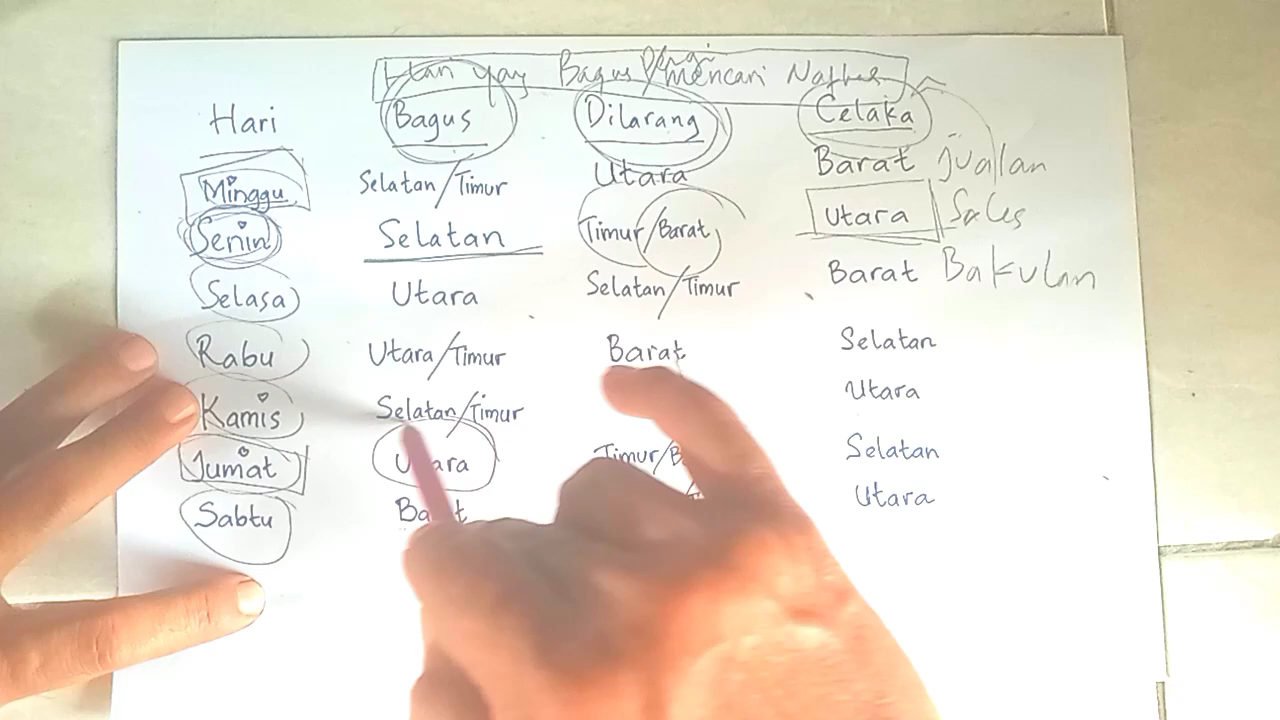 yang Bagus Pergi mencari Nafkah
Hari Bagus Dilarang Celaka
Minggu Selatan/Timur Utara Barat Jualan
Senin Selatan Timur/Barat Utara Sales
Selasa Utara Selatan/Timur Barat Bakulan
Rabu Utara/Timur Barat Selatan
Kamis Selatan/Timur Utara
Jumat Utara Timur/B Selatan
Sabtu Utara